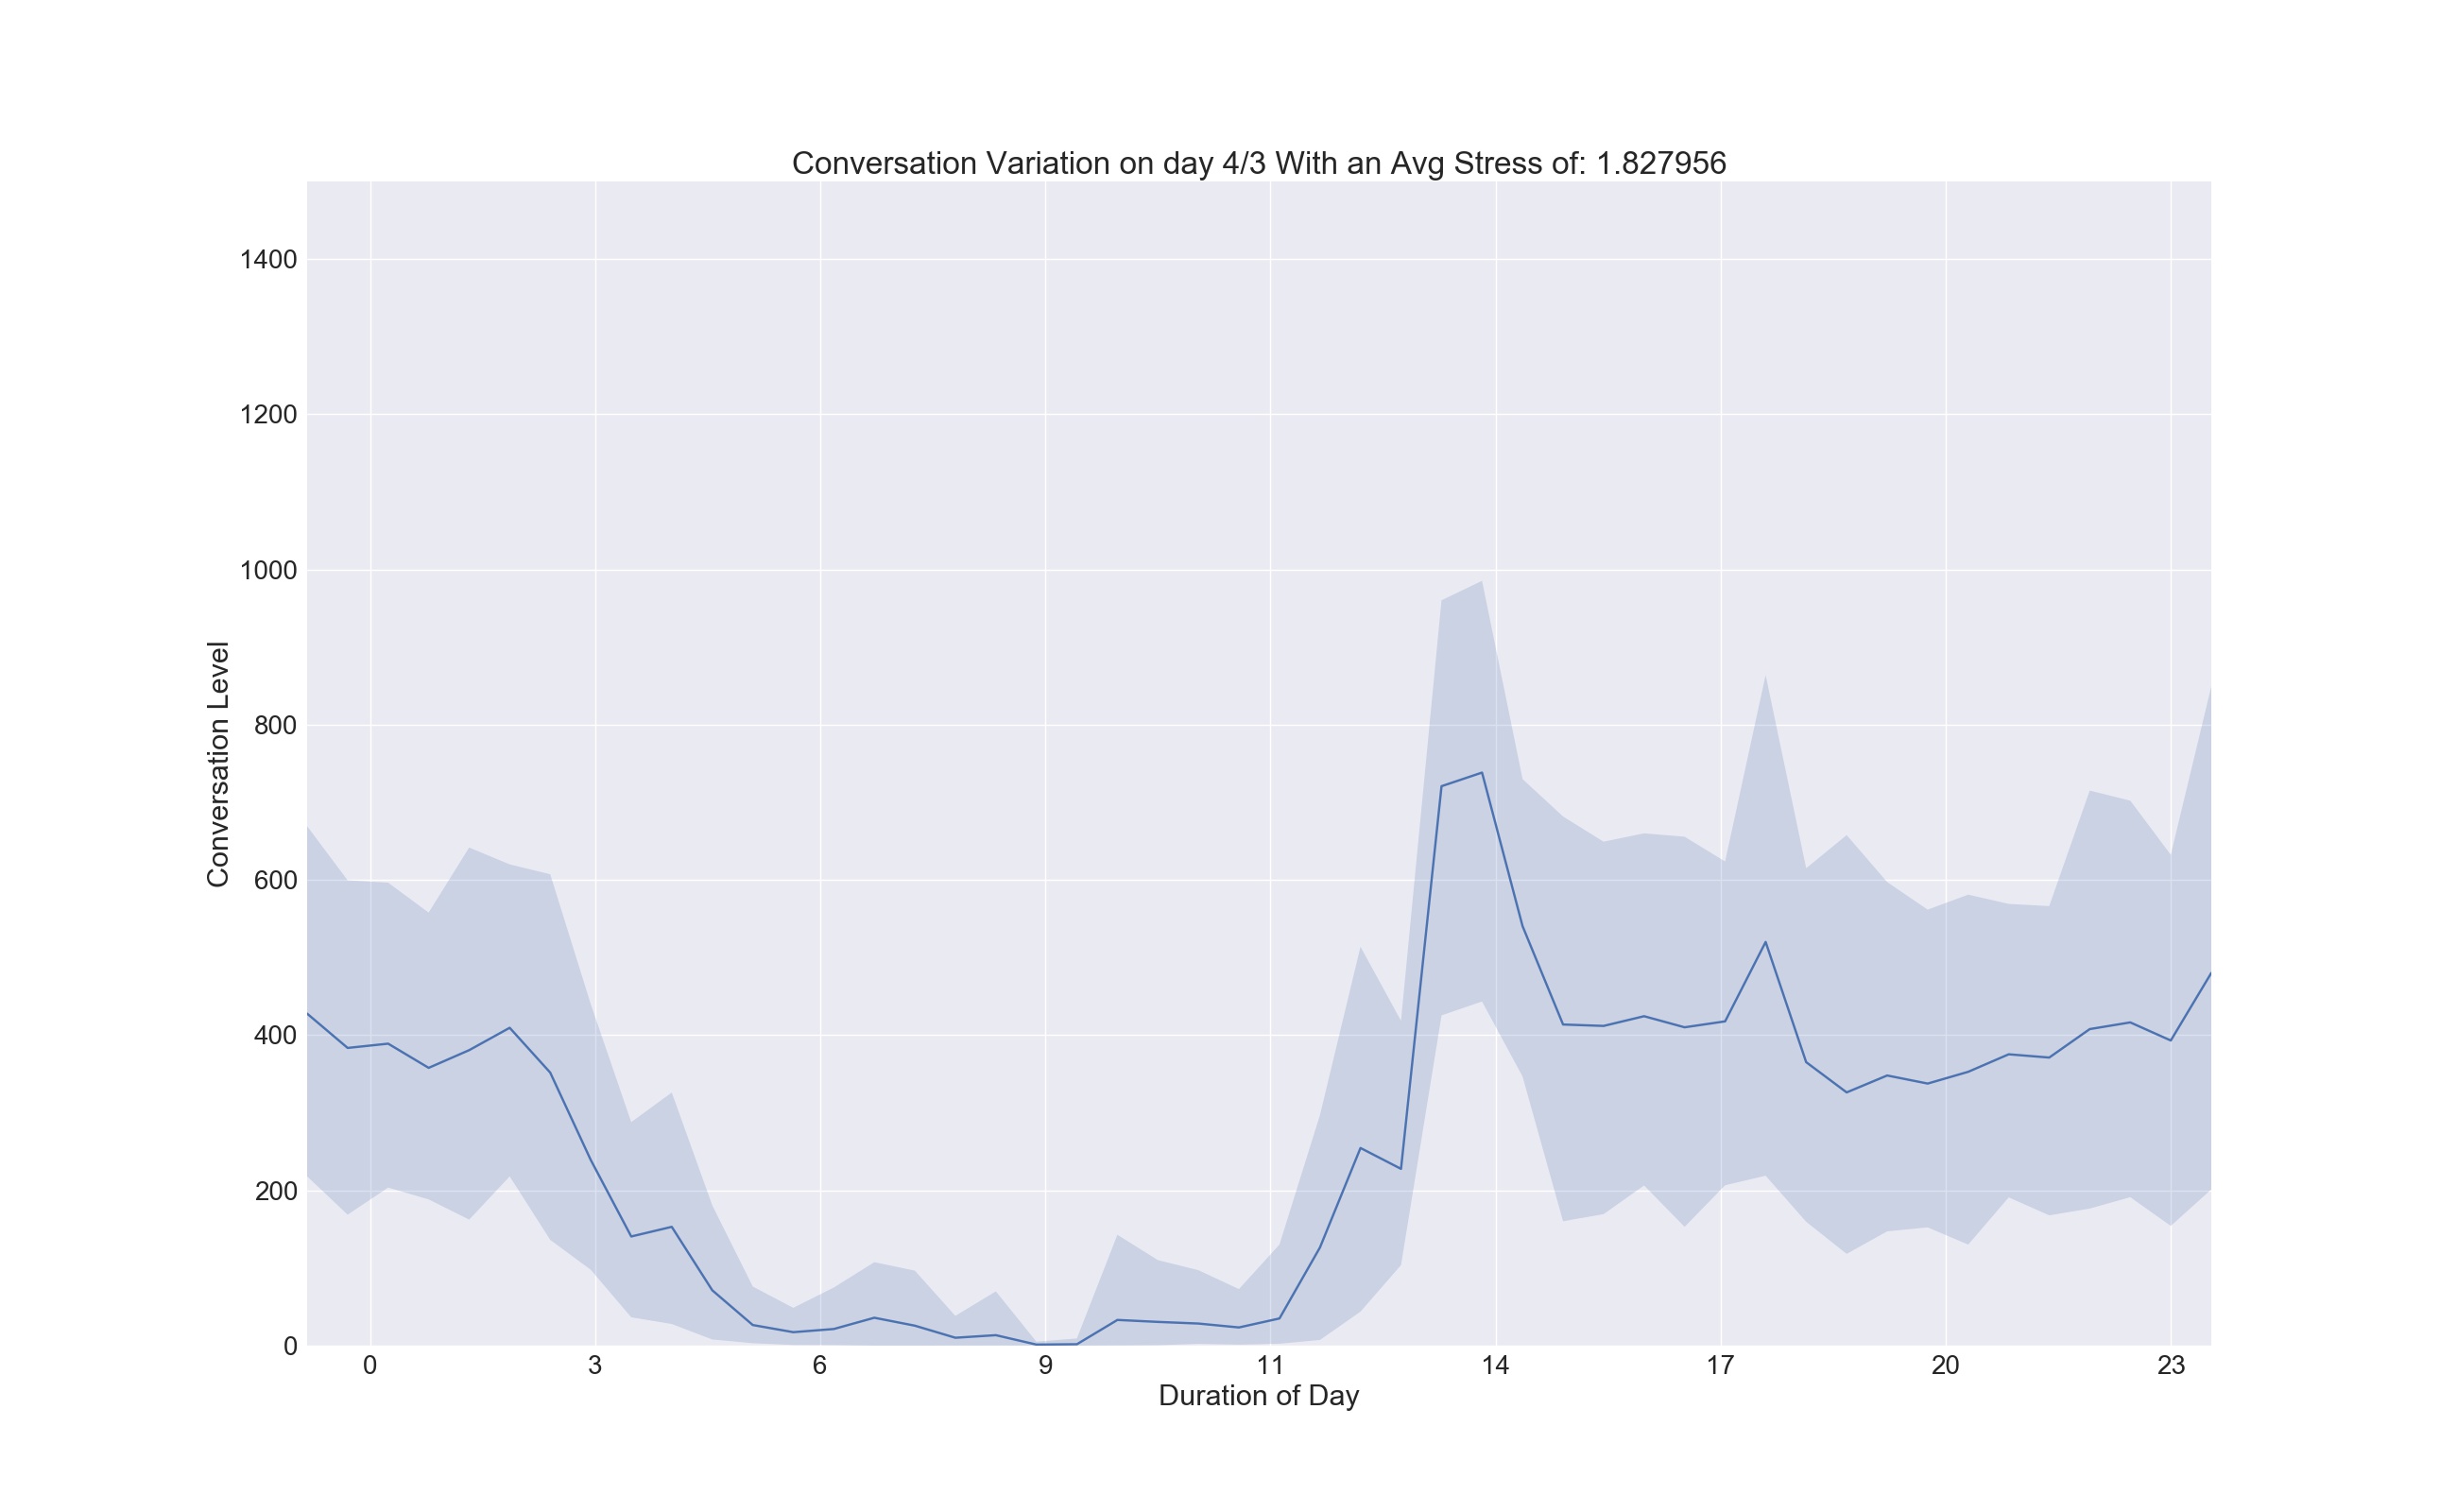 Conversation Variation on day 4/3 With an Avg Stress of: 1.827956
1400
1200
1000
800
600
400
200
0
Conversation Level
0 3 6 9 11 14 17 20 23
Duration of Day